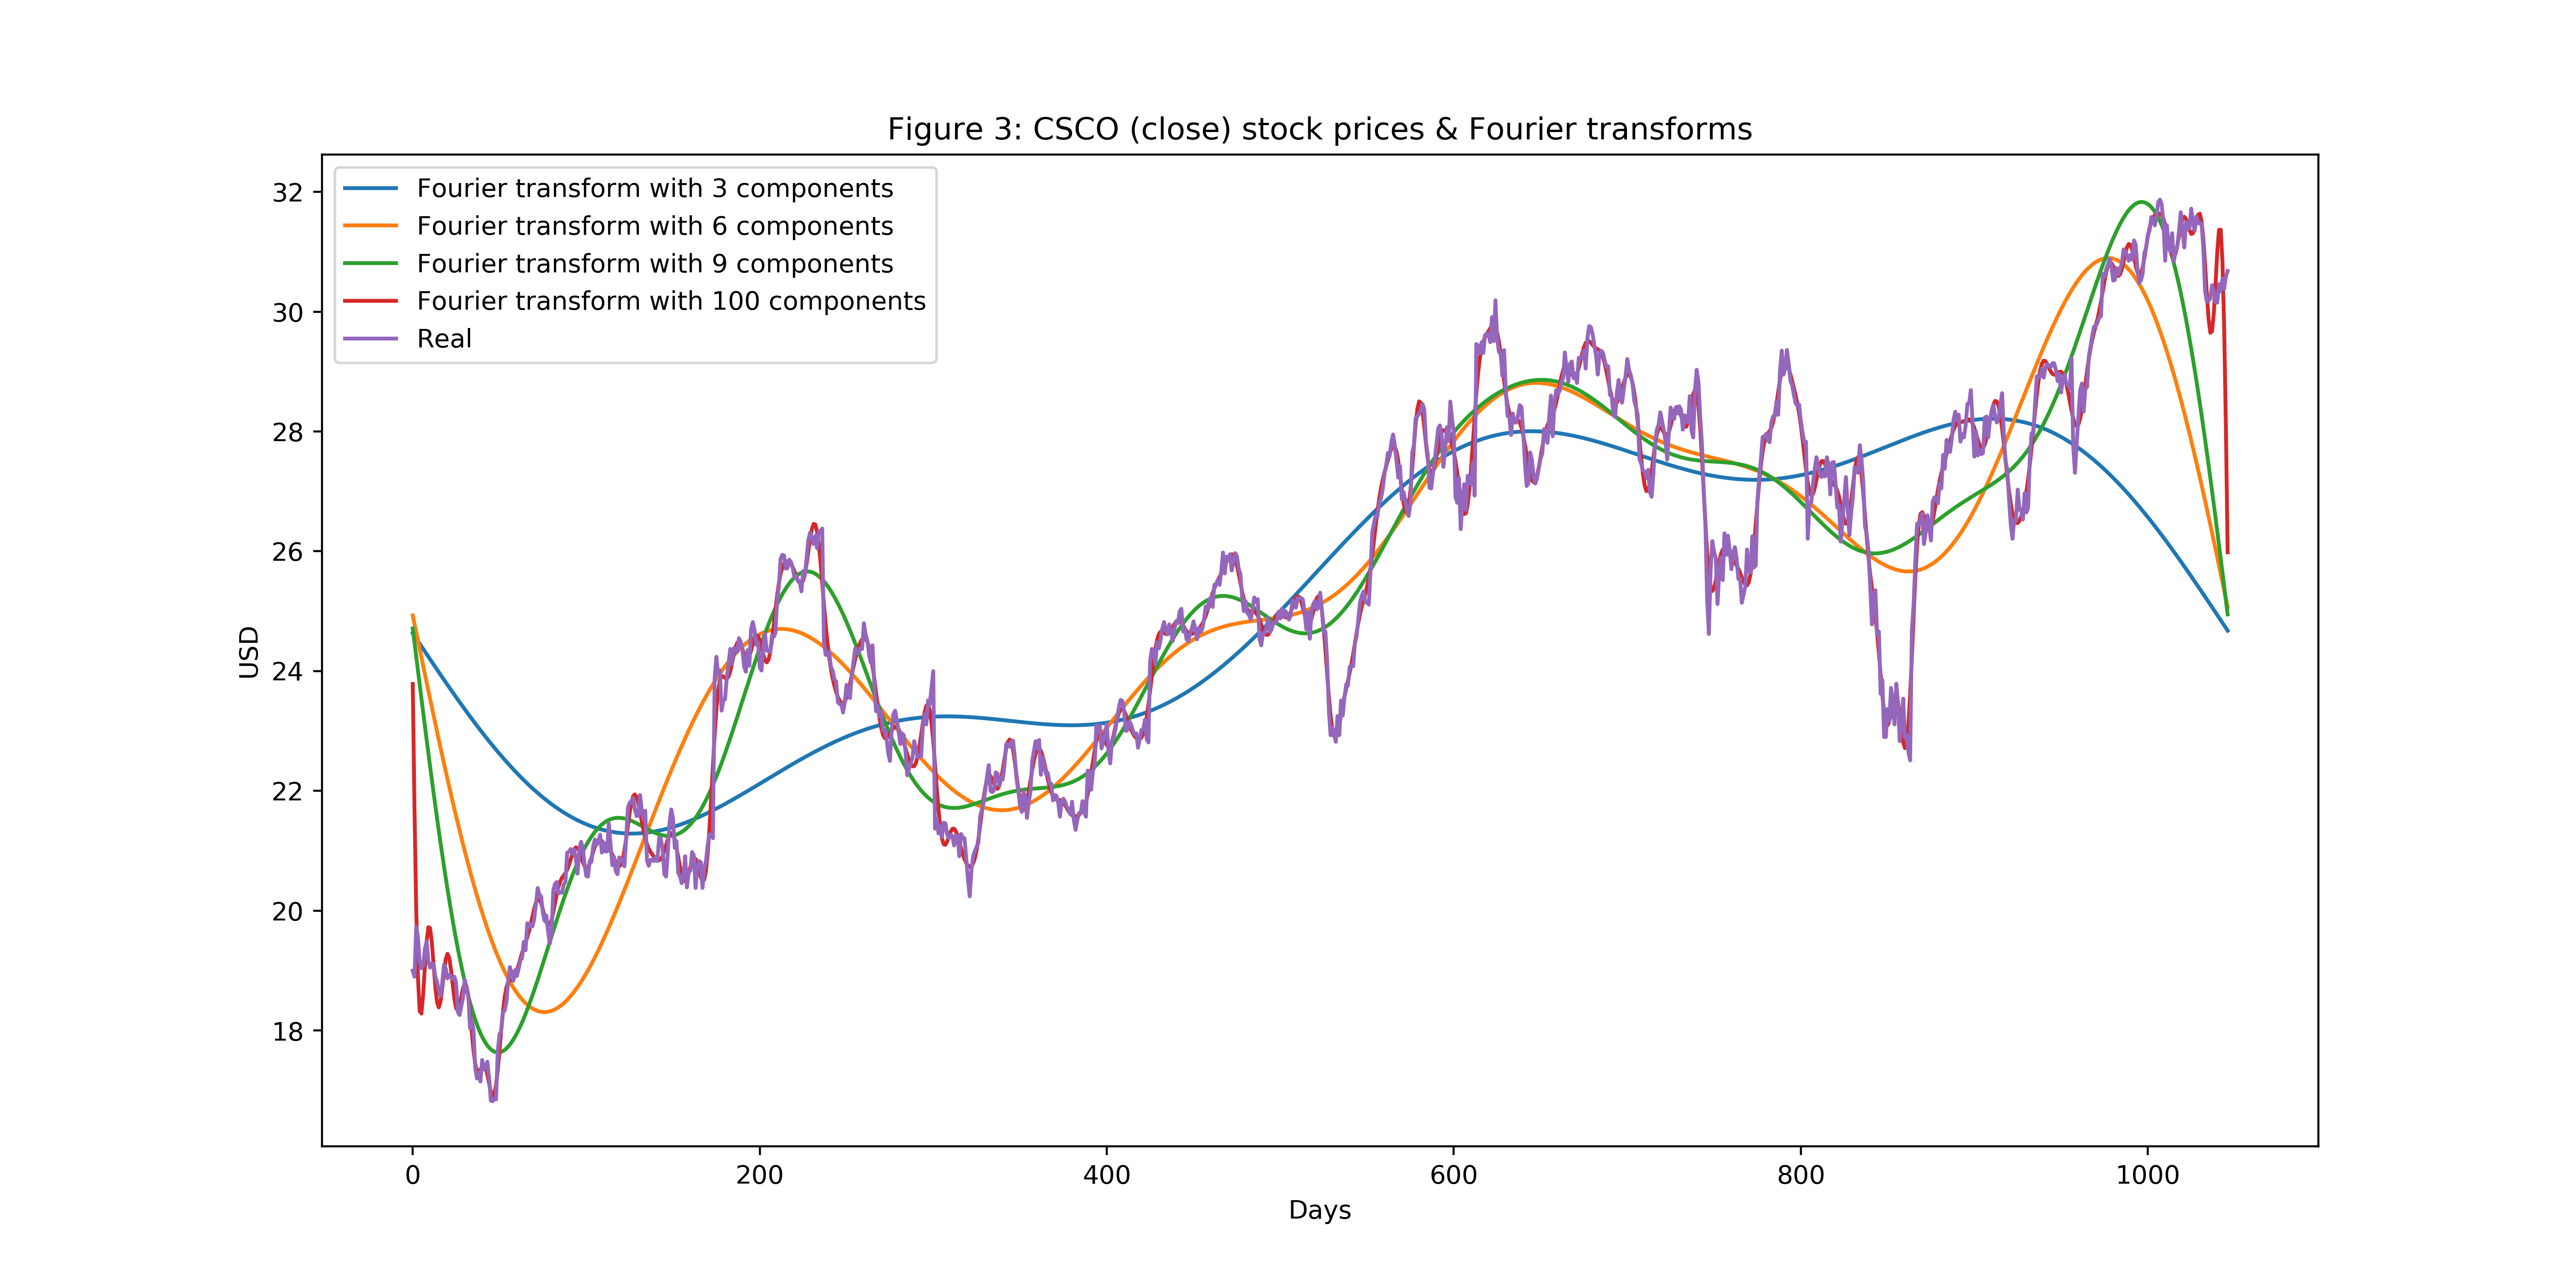 Figure 3: CSCO (close) stock prices & Fourier transforms
Fourier transform with 3 components
Fourier transform with 6 components
Fourier transform with 9 components
Fourier transform with 100 components
Real
32
30
28
26
24
22
20
18
USD
0 200 400 600 800 1000
Days